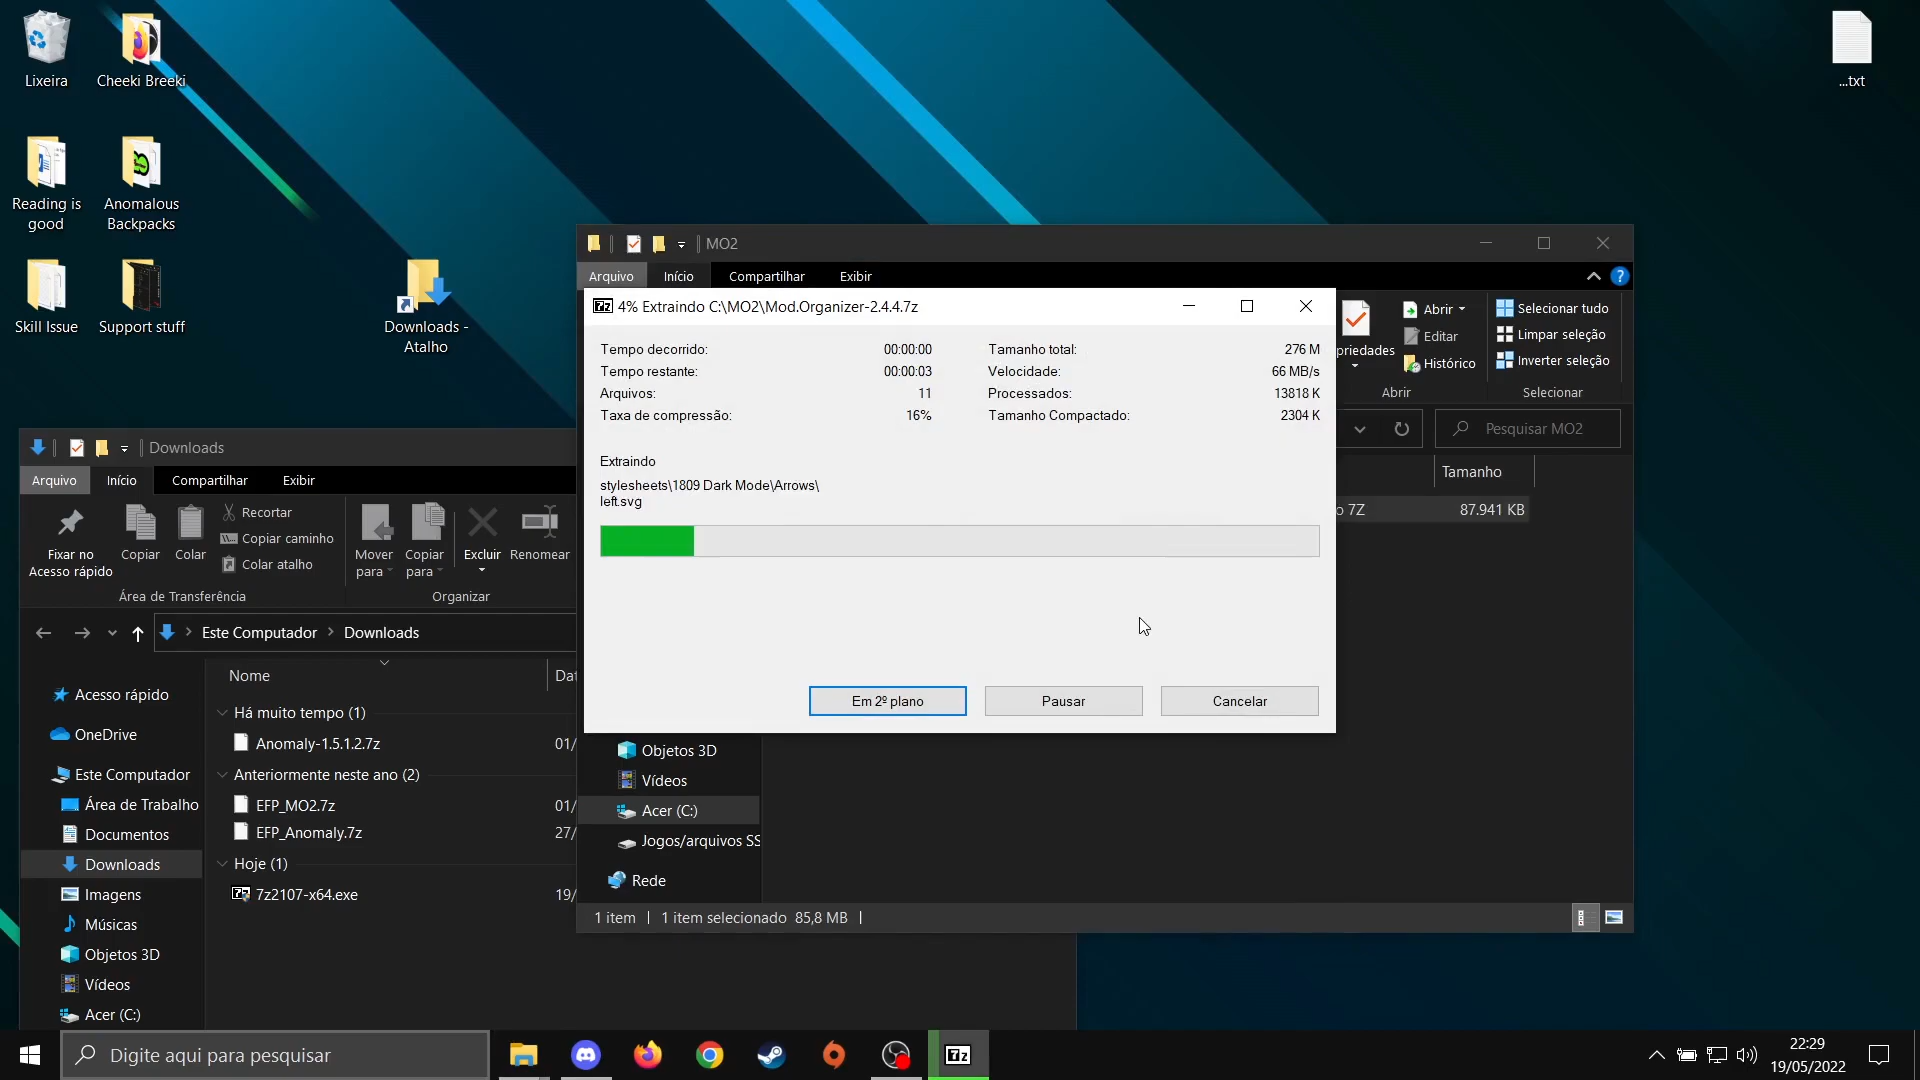 Lixeira
Cheeki Breeki
Reading is
good
Anomalous
Backpacks
Skill Issue
Support stuff
Downloads -
Atalho
...txt
MO2
Arquivo
Início
Compartilhar
Exibir
4% Extraindo C:\MO2\Mod.Organizer-2.4.4.7z
Tempo decorrido: 00:00:00
Tempo restante: 00:00:03
Arquivos: 11
Taxa de compressão: 16%
Tamanho total: 276 M
Velocidade: 66 MB/s
Processados: 13818 K
Tamanho Compactado: 2304 K
Extraindo
stylesheets\1809 Dark Mode\Arrows\
left.svg
Em 2º plano
Pausar
Cancelar
priedades
Abrir
Editar
Histórico
Abrir
Selecionar tudo
Limpar seleção
Inverter seleção
Selecionar
Pesquisar MO2
Tamanho
o 7Z
87.941 KB
Objetos 3D
Vídeos
Acer (C:)
Jogos/arquivos SS
Rede
1 item
1 item selecionado 85,8 MB
Downloads
Arquivo
Início
Compartilhar
Exibir
Fixar no
Acesso rápido
Copiar
Colar
Recortar
Copiar caminho
Colar atalho
Área de Transferência
Mover
para
Copiar
para
Excluir
Renomear
Organizar
Este Computador
Downloads
Nome
Dat
Acesso rápido
OneDrive
Este Computador
Área de Trabalho
Documentos
Downloads
Imagens
Músicas
Objetos 3D
Vídeos
Acer (C:)
Há muito tempo (1)
Anomaly-1.5.1.2.7z 01/
Anteriormente neste ano (2)
EFP_MO2.7z 01/
EFP_Anomaly.7z 27/
Hoje (1)
7z2107-x64.exe 19/
Digite aqui para pesquisar
22:29
19/05/2022